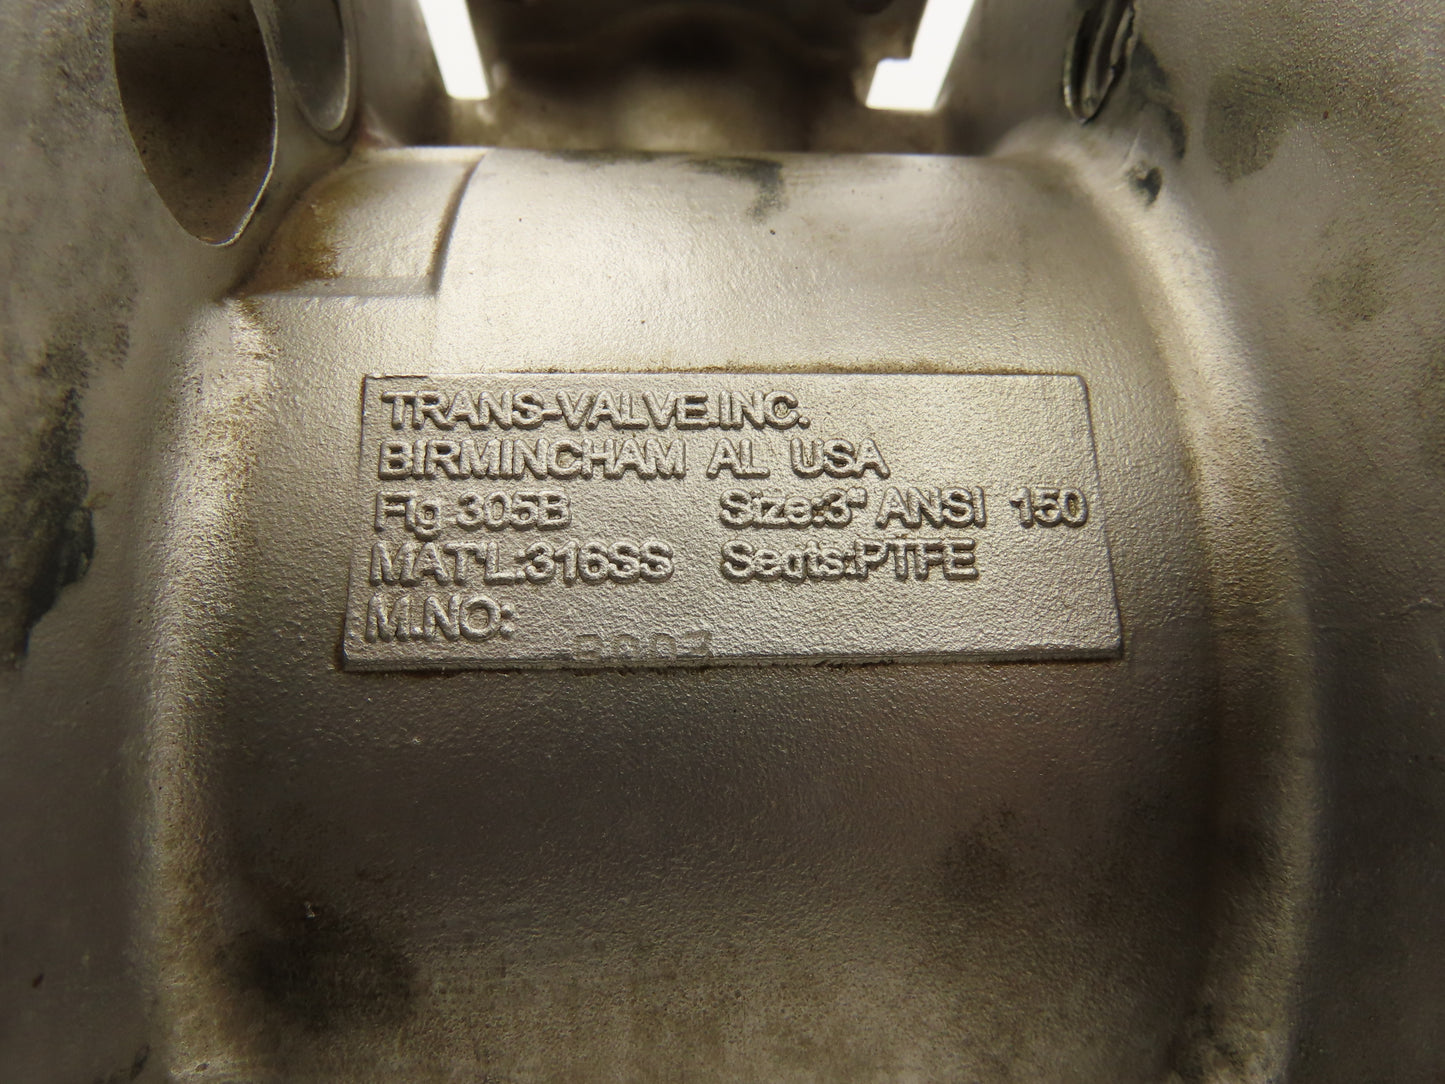 TRANS-VALVE.INC.
BIRMINCHAM AL USA
Fig.305B Size:3" ANSI 150
MAT'L:316SS Seats:PTFE
M.NO: